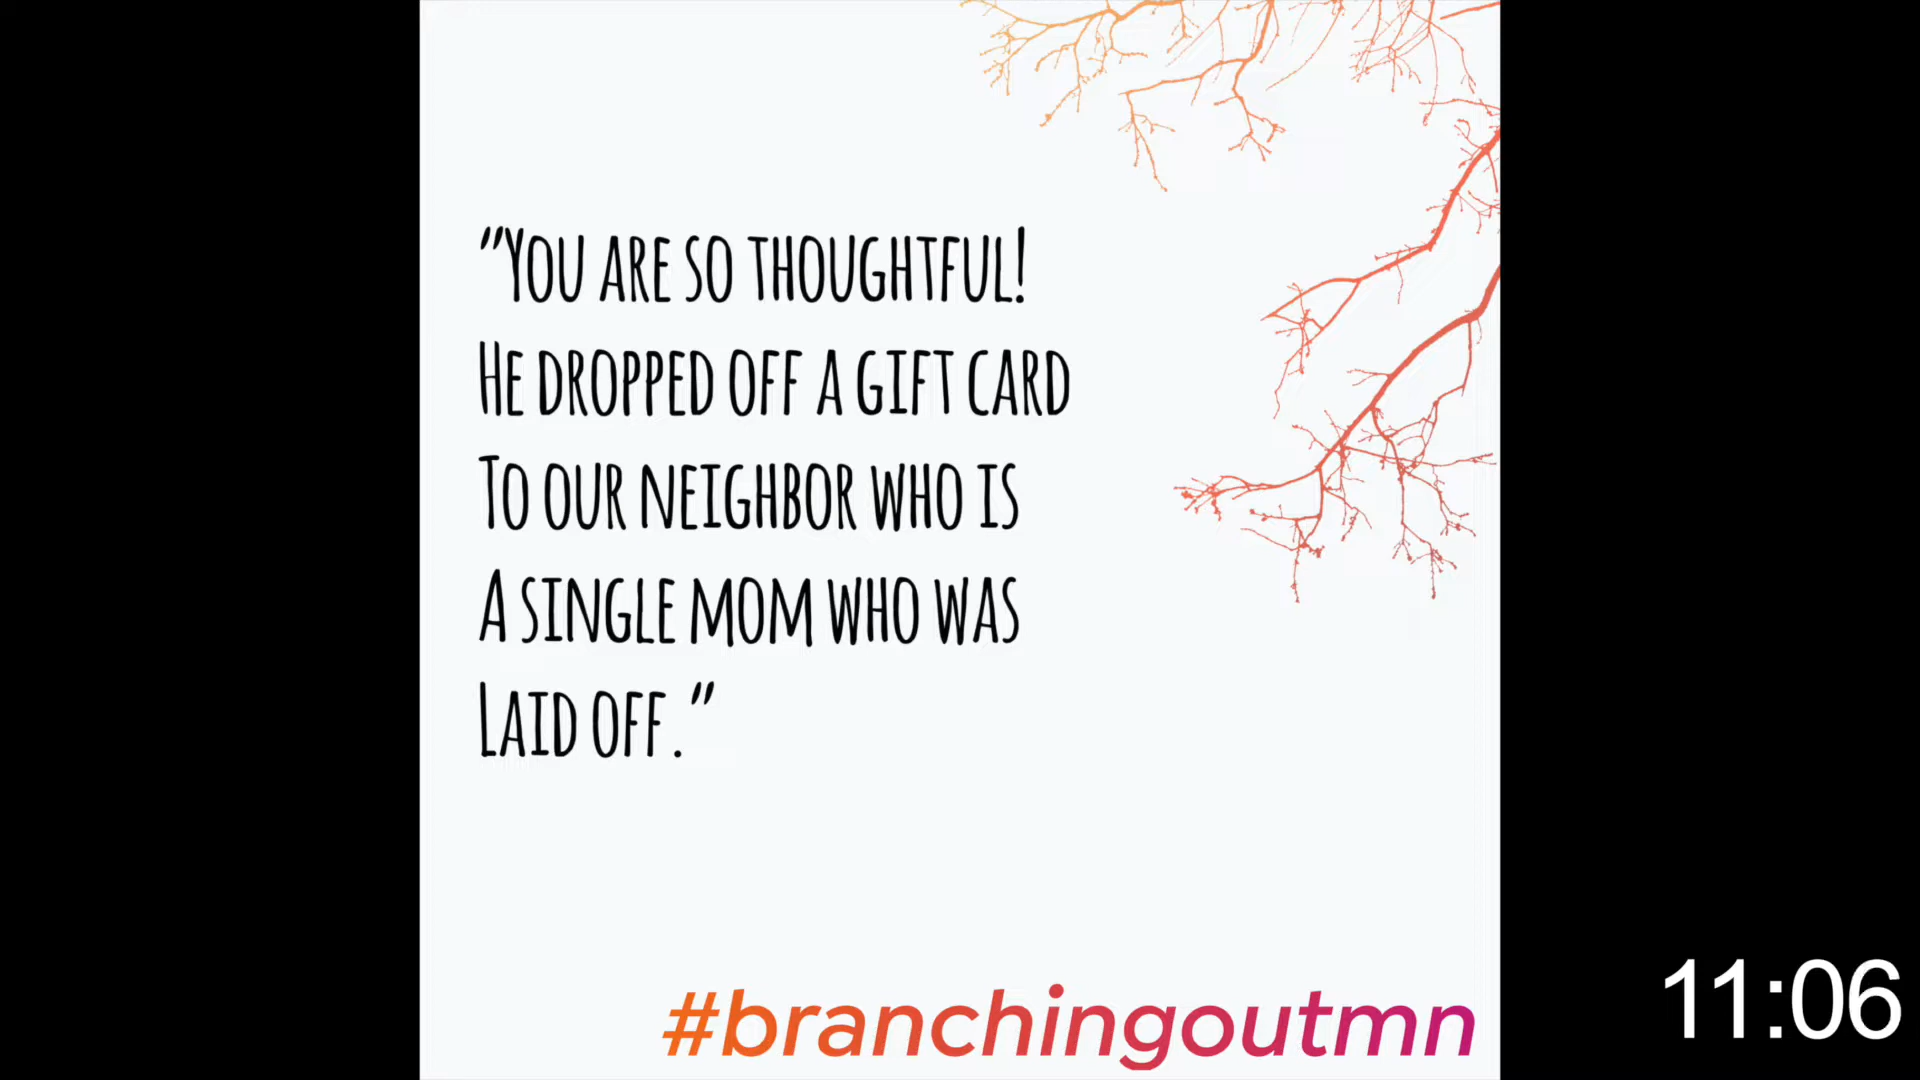 "You are so thoughtful!
He dropped off a gift card
To our neighbor who is
A single mom who was
Laid off."
#branchingoutmn
11:06